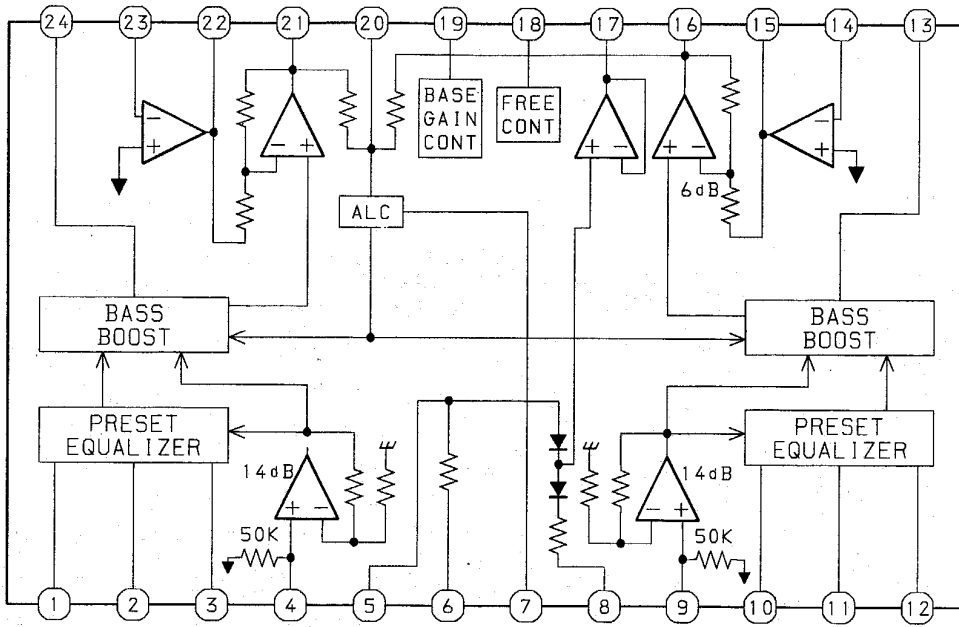 24 23 22 21 20 19 18 17 16 15 14 13
BASE
GAIN
CONT
FREE
CONT
− + − + + − + − − +
6dB
ALC
BASS
BOOST
BASS
BOOST
PRESET
EQUALIZER
PRESET
EQUALIZER
14dB
14dB
+ − − +
50K
50K
1 2 3 4 5 6 7 8 9 10 11 12